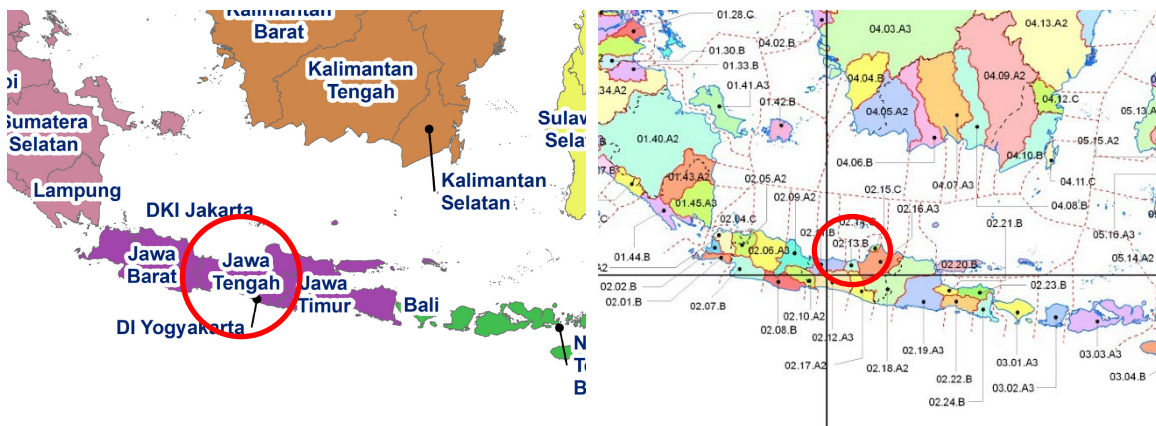 Kalimantan
Barat
Kalimantan
Tengah
Sumatera
Selatan
Lampung
Kalimantan
Selatan
DKI Jakarta
Jawa
Barat
Jawa
Tengah
Jawa
Timur
Bali
DI Yogyakarta
01.28.C
01.30.B
01.33.B
04.02.B
.34.A2
01.41.A3
01.42.B
01.40.A2
01.43.A2
01.45.A3
02.05.A2
02.09.A2
02.04.C
02.06.A3
01.44.B
02.02.B
02.01.B
02.07.B
02.08.B
02.10.A2
02.12.A3
02.17.A2
02.13.B
02.15.C
02.16.A3
02.18.A2
02.19.A3
02.20.B
02.21.B
02.22.B
02.23.B
02.24.B
03.01.A3
03.02.A3
03.03.A3
03.04.B
04.03.A3
04.13.A2
04.04.B
04.05.A2
04.09.A2
04.12.C
04.06.B
04.07.A3
04.10.B
04.11.C
04.08.B
05.13.A
05.15.A2
05.16.A3
05.14.A2